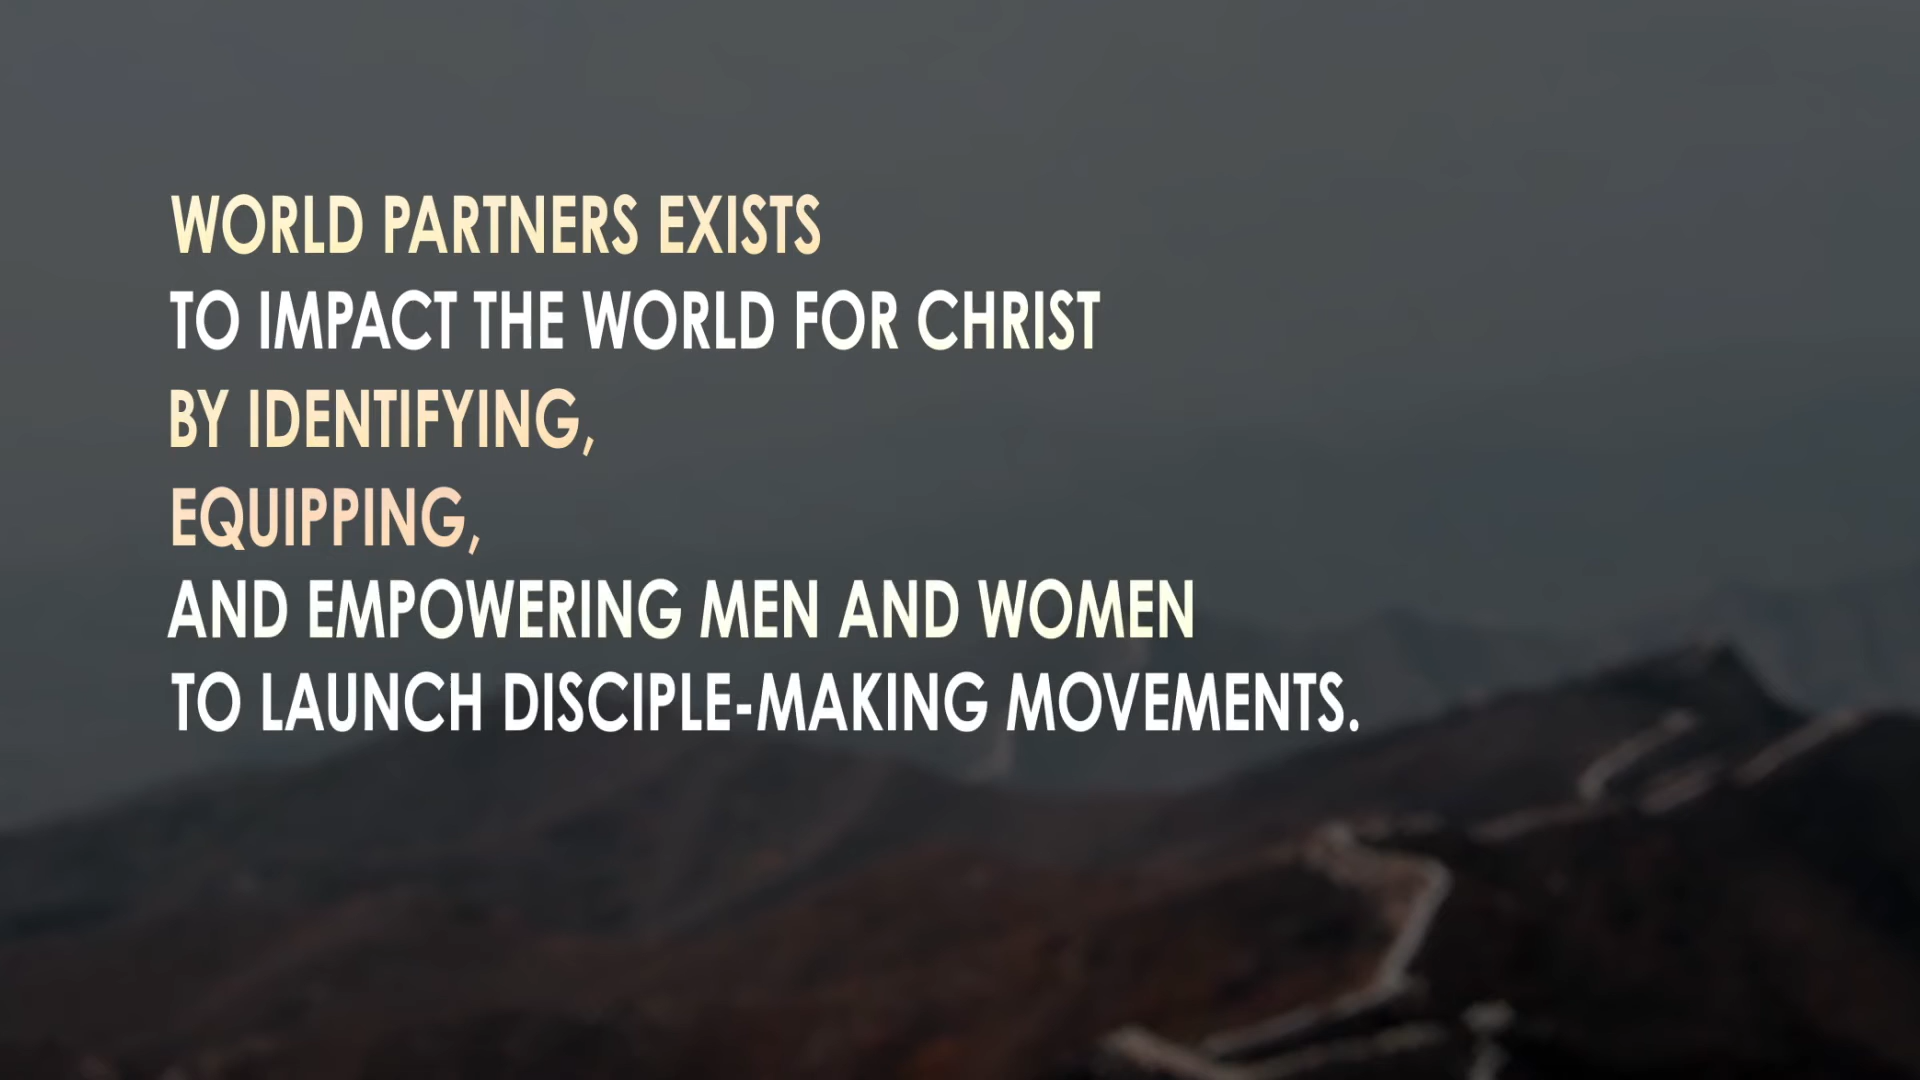 WORLD PARTNERS EXISTS
TO IMPACT THE WORLD FOR CHRIST
BY IDENTIFYING,
EQUIPPING,
AND EMPOWERING MEN AND WOMEN
TO LAUNCH DISCIPLE-MAKING MOVEMENTS.